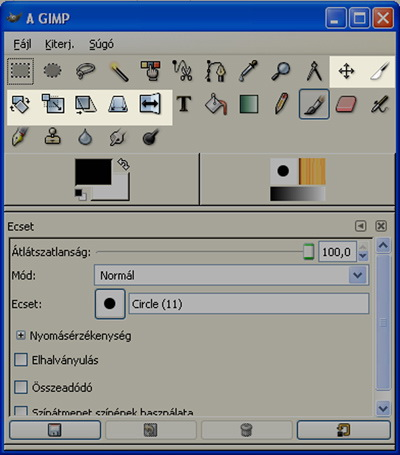 A GIMP
Fájl Kiterj. Súgó
T
Ecset
Átlátszatlanság: 100,0
Mód: Normál
Ecset: Circle (11)
Nyomásérzékenység
Elhalványulás
Összeadódó
Színátmenet színének használata